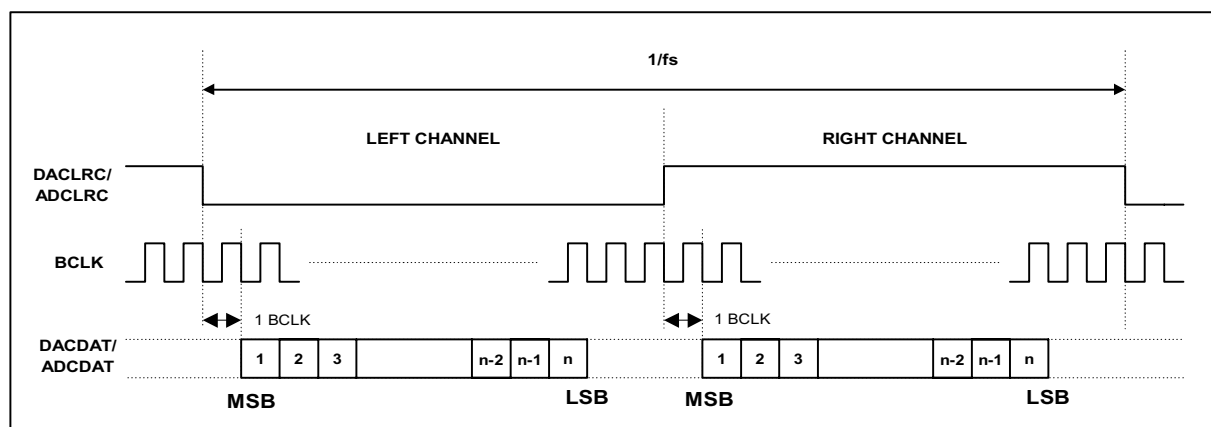 1/fs
LEFT CHANNEL RIGHT CHANNEL
DACLRC/
ADCLRC
BCLK
1 BCLK 1 BCLK
DACDAT/
ADCDAT
1 2 3 n-2 n-1 n 1 2 3 n-2 n-1 n
MSB LSB MSB LSB